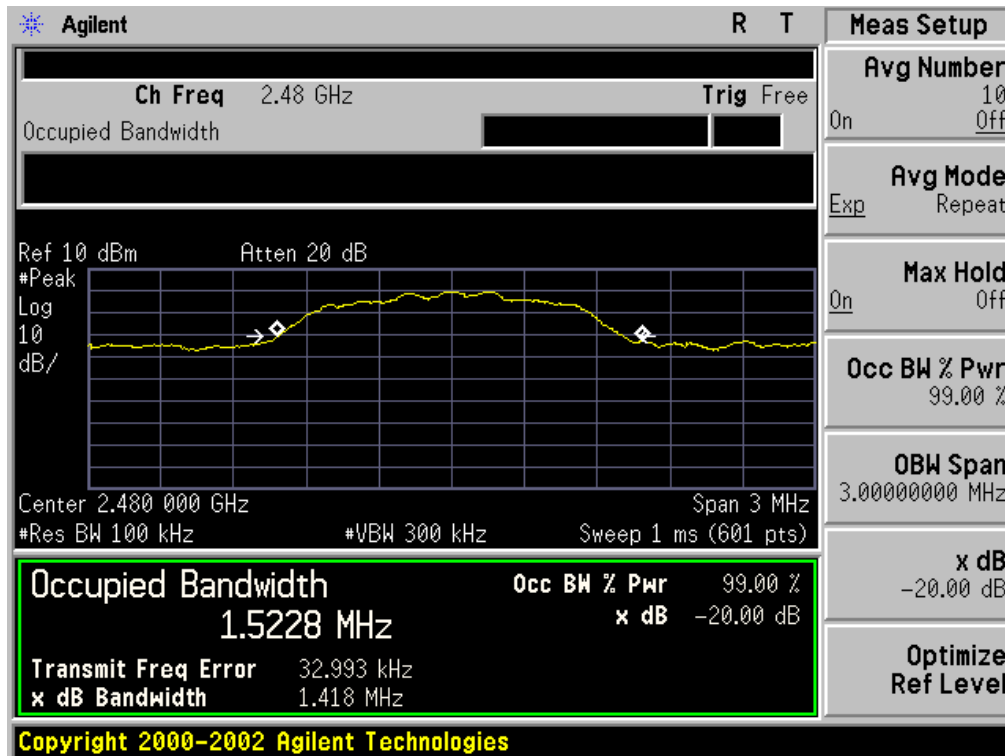 Agilent R T
Ch Freq 2.48 GHz Trig Free
Occupied Bandwidth
Ref 10 dBm Atten 20 dB
#Peak
Log
10
dB/
Center 2.480 000 GHz Span 3 MHz
#Res BW 100 kHz #VBW 300 kHz Sweep 1 ms (601 pts)
Occupied Bandwidth Occ BW % Pwr 99.00 %
1.5228 MHz x dB -20.00 dB
Transmit Freq Error 32.993 kHz
x dB Bandwidth 1.418 MHz
Copyright 2000-2002 Agilent Technologies
Meas Setup
Avg Number
10
On Off
Avg Mode
Exp Repeat
Max Hold
On Off
Occ BW % Pwr
99.00 %
OBW Span
3.00000000 MHz
x dB
-20.00 dB
Optimize
Ref Level